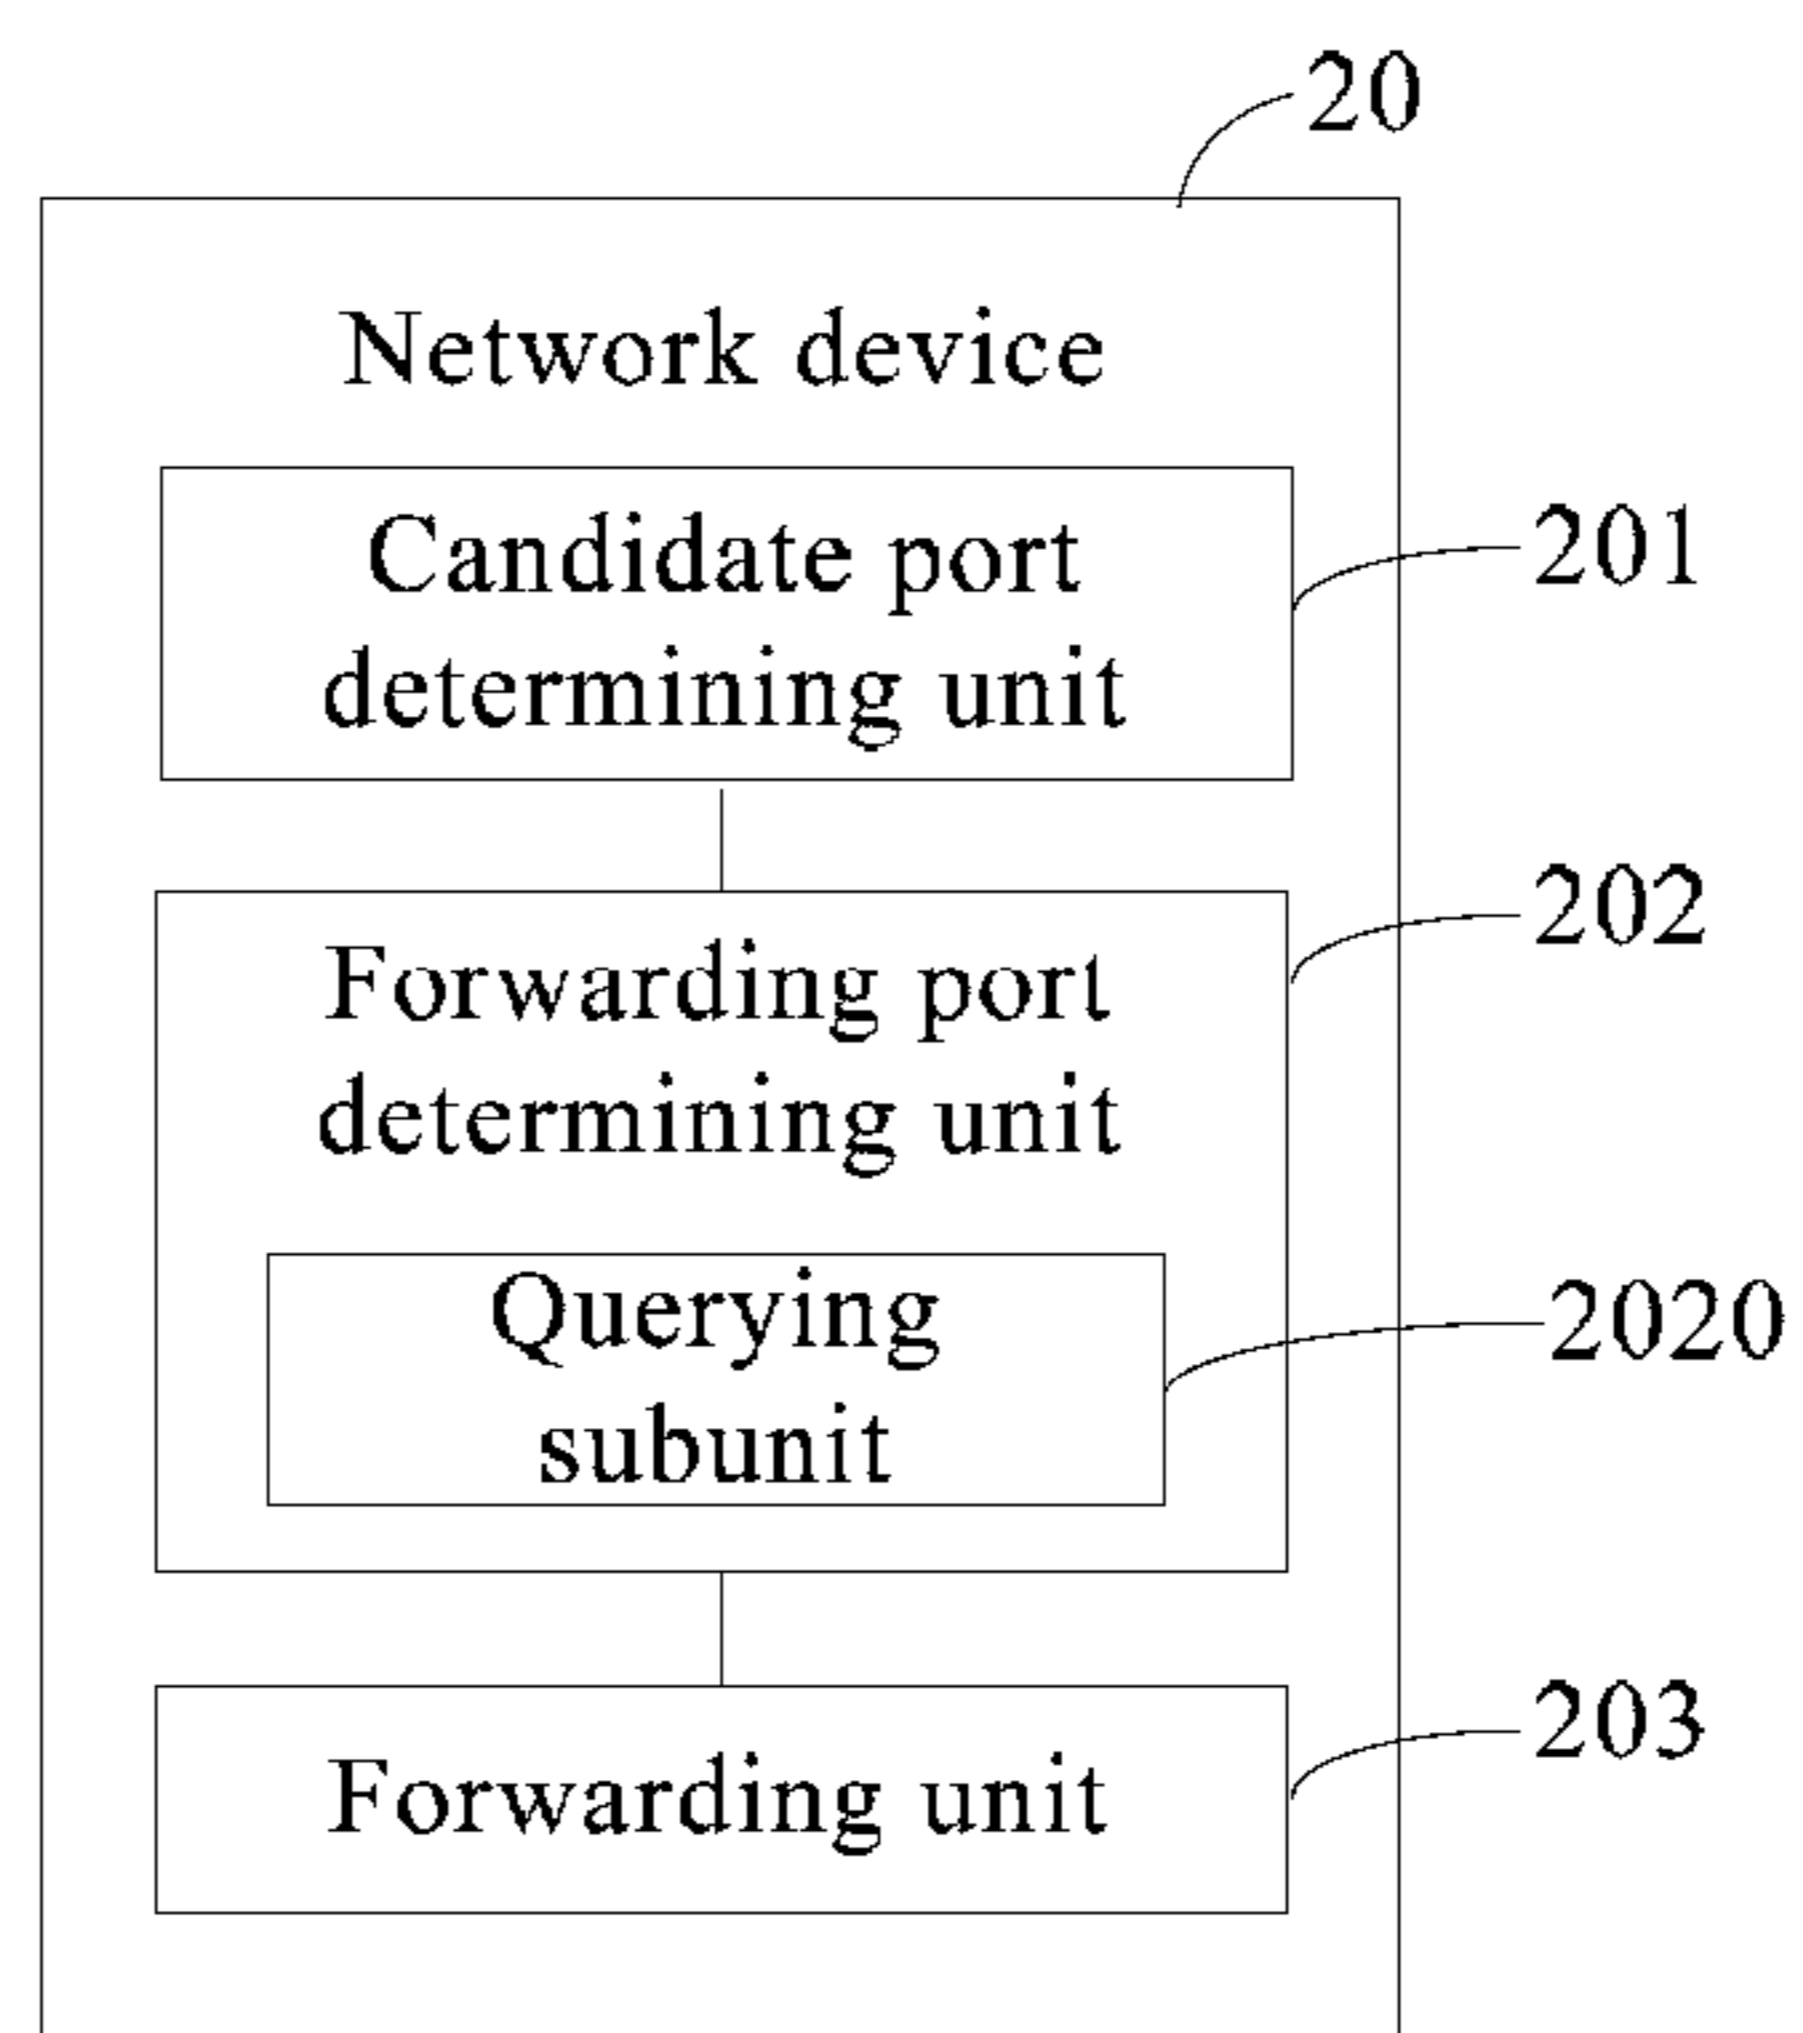 20
Network device
Candidate port
determining unit
201
Forwarding port
determining unit
202
Querying
subunit
2020
Forwarding unit
203